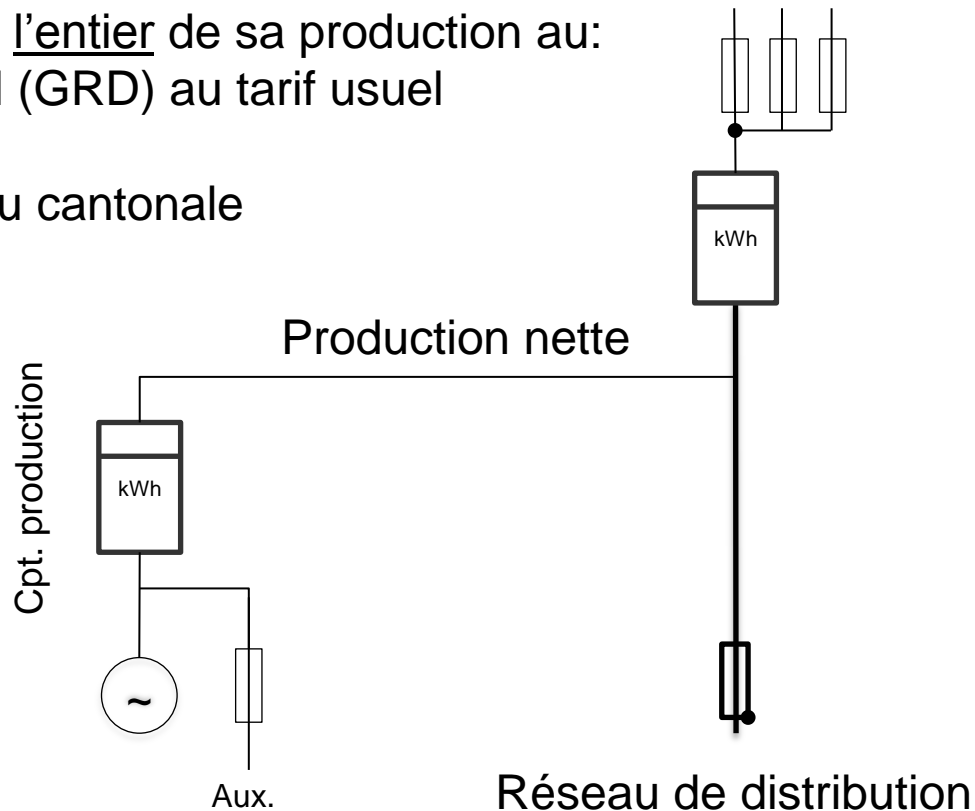 l'entier de sa production au:
(GRD) au tarif usuel
cantonale
kWh
Production nette
Cpt. production
kWh
~
Aux.
Réseau de distribution